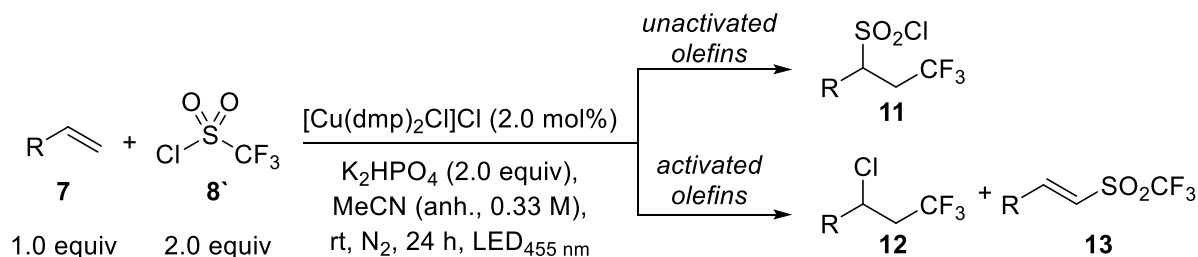 unactivated
olefins
SO2Cl
R
CF3
11
R
+
O O
S
Cl
CF3
7
8`
1.0 equiv
2.0 equiv
[Cu(dmp)2Cl]Cl (2.0 mol%)
K2HPO4 (2.0 equiv),
MeCN (anh., 0.33 M),
rt, N2, 24 h, LED455 nm
activated
olefins
Cl
R
CF3
12
+
R
SO2CF3
13